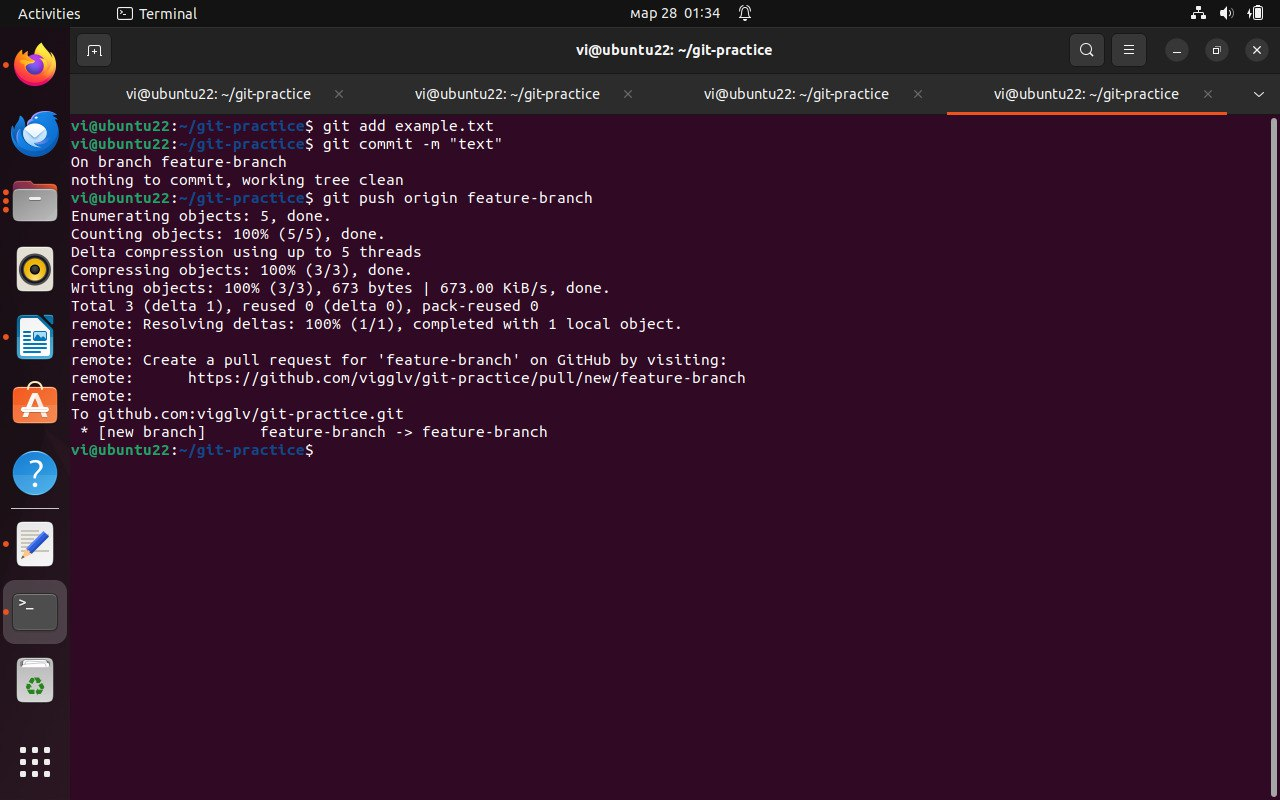 Activities
Terminal
мар 28 01:34
vi@ubuntu22: ~/git-practice
vi@ubuntu22: ~/git-practice
vi@ubuntu22: ~/git-practice
vi@ubuntu22: ~/git-practice
vi@ubuntu22: ~/git-practice
vi@ubuntu22:~/git-practice$ git add example.txt
vi@ubuntu22:~/git-practice$ git commit -m "text"
On branch feature-branch
nothing to commit, working tree clean
vi@ubuntu22:~/git-practice$ git push origin feature-branch
Enumerating objects: 5, done.
Counting objects: 100% (5/5), done.
Delta compression using up to 5 threads
Compressing objects: 100% (3/3), done.
Writing objects: 100% (3/3), 673 bytes | 673.00 KiB/s, done.
Total 3 (delta 1), reused 0 (delta 0), pack-reused 0
remote: Resolving deltas: 100% (1/1), completed with 1 local object.
remote:
remote: Create a pull request for 'feature-branch' on GitHub by visiting:
remote:      https://github.com/vigglv/git-practice/pull/new/feature-branch
remote:
To github.com:vigglv/git-practice.git
 * [new branch]      feature-branch -> feature-branch
vi@ubuntu22:~/git-practice$